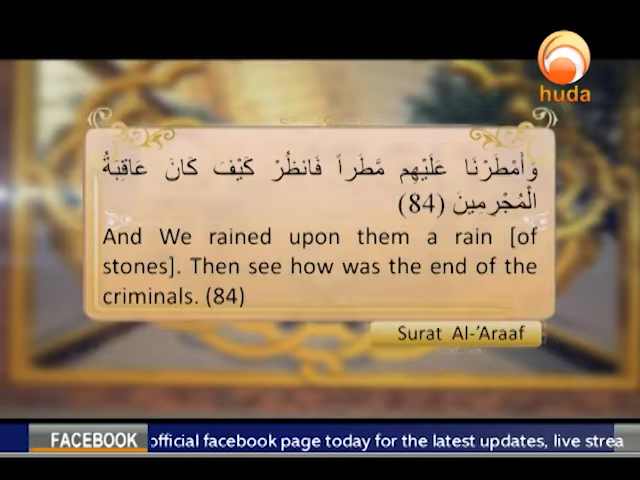 huda
وَأَمْطَرْنَا عَلَيْهِم مَّطَراً فَانظُرْ كَيْفَ كَانَ عَاقِبَةُ
الْمُجْرِمِينَ (84)
And We rained upon them a rain [of
stones]. Then see how was the end of the
criminals. (84)
Surat Al-'Araaf
FACEBOOK official facebook page today for the latest updates, live strea